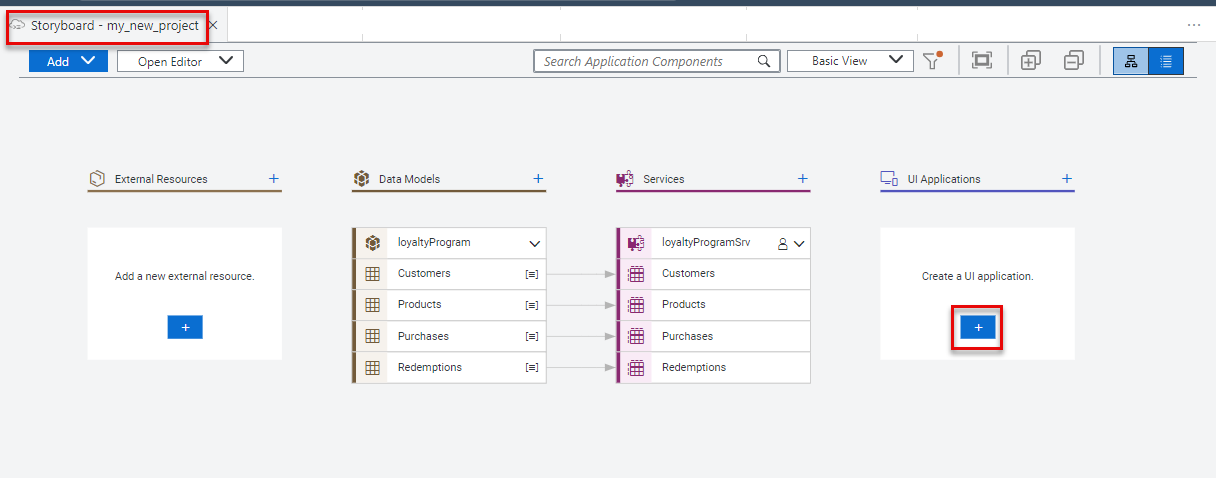 Storyboard - my_new_project
Add
Open Editor
Search Application Components
Basic View
External Resources
Data Models
Services
UI Applications
Add a new external resource.
loyaltyProgram
Customers
Products
Purchases
Redemptions
loyaltyProgramSrv
Customers
Products
Purchases
Redemptions
Create a UI application.